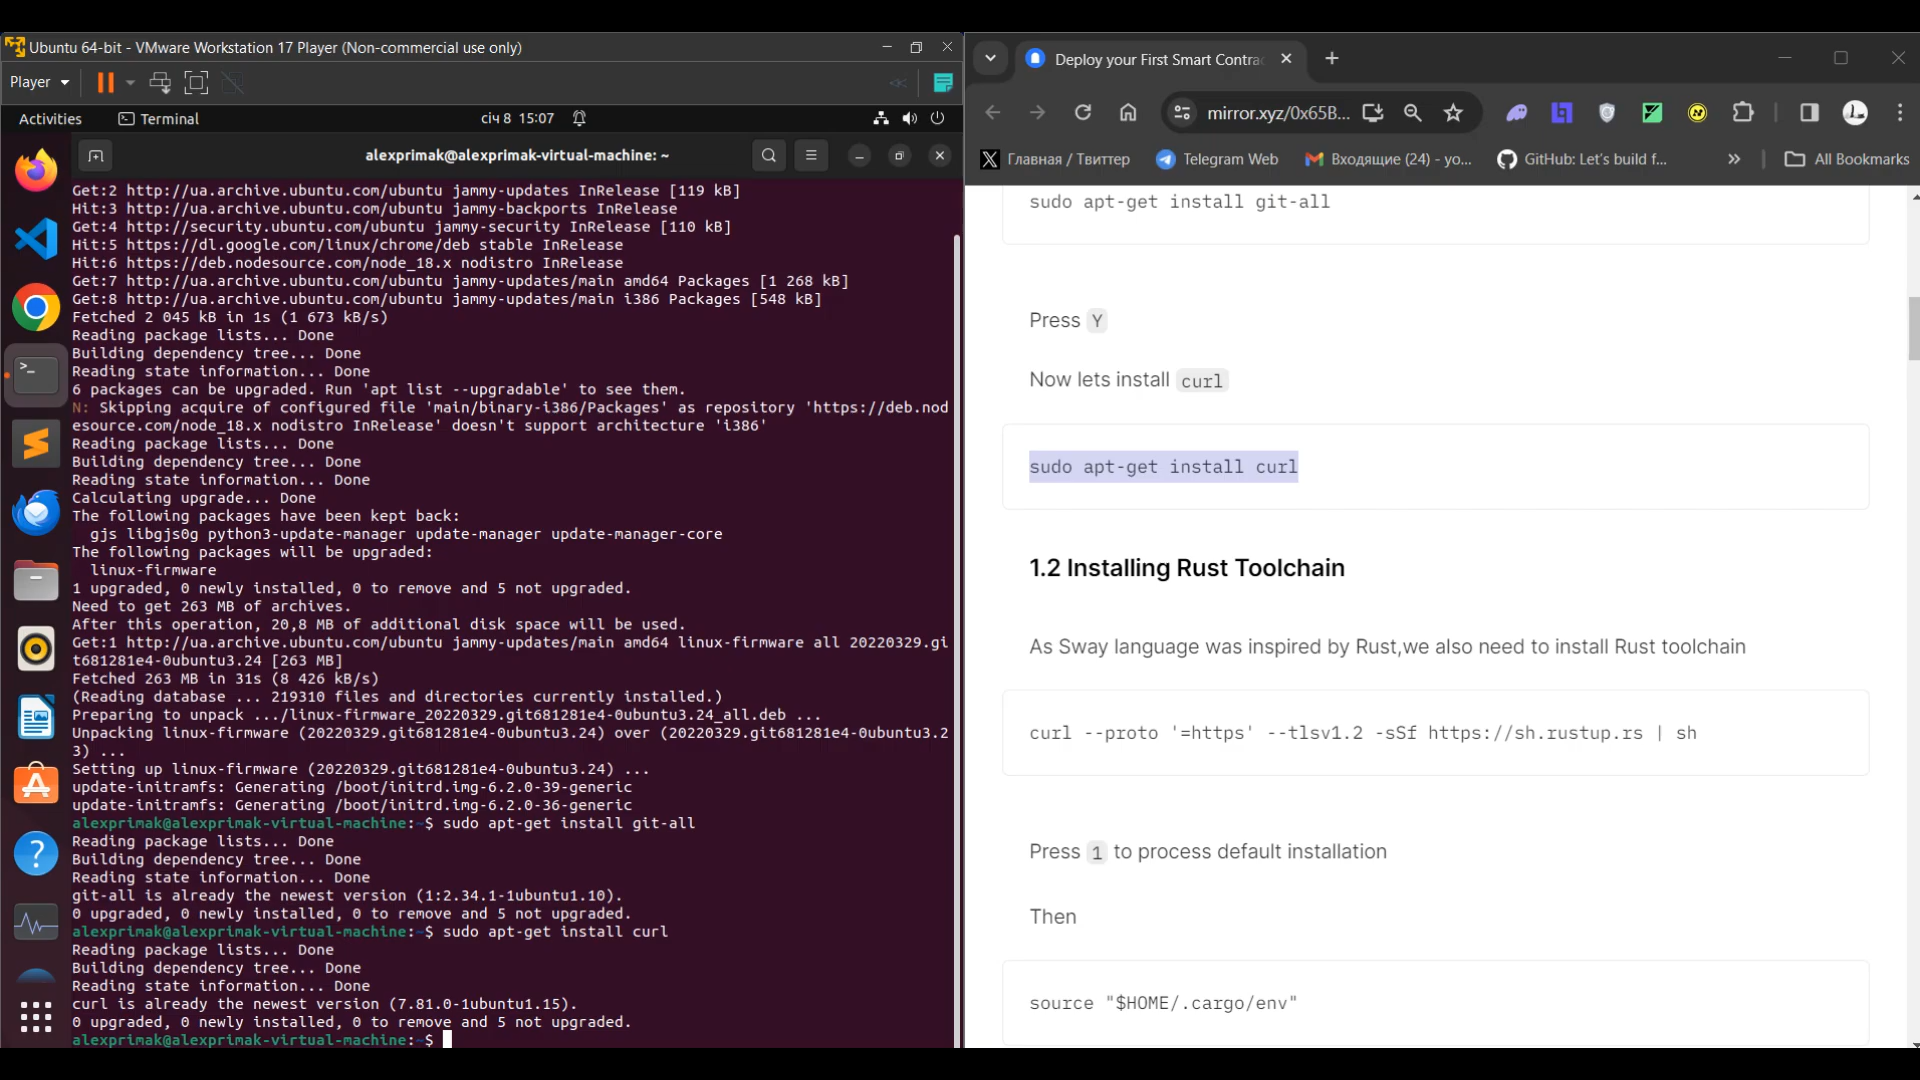 Ubuntu 64-bit - VMware Workstation 17 Player (Non-commercial use only)
Player
Activities
Terminal
січ 8 15:07
alexprimak@alexprimak-virtual-machine: ~
Get:2 http://ua.archive.ubuntu.com/ubuntu jammy-updates InRelease [119 kB]
Hit:3 http://ua.archive.ubuntu.com/ubuntu jammy-backports InRelease
Get:4 http://security.ubuntu.com/ubuntu jammy-security InRelease [110 kB]
Hit:5 https://dl.google.com/linux/chrome/deb stable InRelease
Hit:6 https://deb.nodesource.com/node_18.x nodistro InRelease
Get:7 http://ua.archive.ubuntu.com/ubuntu jammy-updates/main amd64 Packages [1 268 kB]
Get:8 http://ua.archive.ubuntu.com/ubuntu jammy-updates/main i386 Packages [548 kB]
Fetched 2 045 kB in 1s (1 673 kB/s)
Reading package lists... Done
Building dependency tree... Done
Reading state information... Done
6 packages can be upgraded. Run 'apt list --upgradable' to see them.
N: Skipping acquire of configured file 'main/binary-i386/Packages' as repository 'https://deb.nod
esource.com/node_18.x nodistro InRelease' doesn't support architecture 'i386'
Reading package lists... Done
Building dependency tree... Done
Reading state information... Done
Calculating upgrade... Done
The following packages have been kept back:
gjs libgjs0g python3-update-manager update-manager update-manager-core
The following packages will be upgraded:
linux-firmware
1 upgraded, 0 newly installed, 0 to remove and 5 not upgraded.
Need to get 263 MB of archives.
After this operation, 20,8 MB of additional disk space will be used.
Get:1 http://ua.archive.ubuntu.com/ubuntu jammy-updates/main amd64 linux-firmware all 20220329.gi
t681281e4-0ubuntu3.24 [263 MB]
Fetched 263 MB in 31s (8 426 kB/s)
(Reading database ... 219310 files and directories currently installed.)
Preparing to unpack .../linux-firmware_20220329.git681281e4-0ubuntu3.24_all.deb ...
Unpacking linux-firmware (20220329.git681281e4-0ubuntu3.24) over (20220329.git681281e4-0ubuntu3.2
3) ...
Setting up linux-firmware (20220329.git681281e4-0ubuntu3.24) ...
update-initramfs: Generating /boot/initrd.img-6.2.0-39-generic
update-initramfs: Generating /boot/initrd.img-6.2.0-36-generic
alexprimak@alexprimak-virtual-machine:~$ sudo apt-get install git-all
Reading package lists... Done
Building dependency tree... Done
Reading state information... Done
git-all is already the newest version (1:2.34.1-1ubuntu1.10).
0 upgraded, 0 newly installed, 0 to remove and 5 not upgraded.
alexprimak@alexprimak-virtual-machine:~$ sudo apt-get install curl
Reading package lists... Done
Building dependency tree... Done
Reading state information... Done
curl is already the newest version (7.81.0-1ubuntu1.15).
0 upgraded, 0 newly installed, 0 to remove and 5 not upgraded.
alexprimak@alexprimak-virtual-machine:~$
Deploy your First Smart Contra
mirror.xyz/0x65B...
Главная / Твиттер
Telegram Web
Входящие (24) - yo...
GitHub: Let's build f...
»
All Bookmarks
sudo apt-get install git-all
Press Y
Now lets install curl
sudo apt-get install curl
1.2 Installing Rust Toolchain
As Sway language was inspired by Rust,we also need to install Rust toolchain
curl --proto '=https' --tlsv1.2 -sSf https://sh.rustup.rs | sh
Press 1 to process default installation
Then
source "$HOME/.cargo/env"